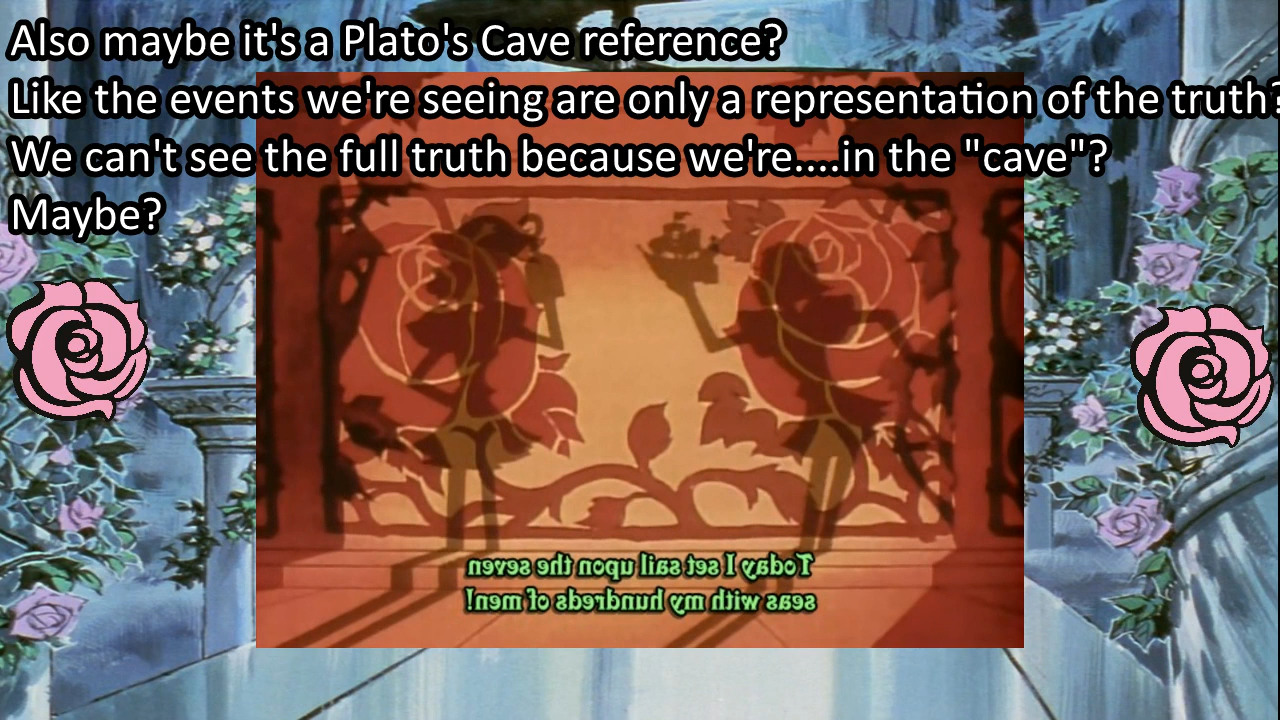 Also maybe it's a Plato's Cave reference?
Like the events we're seeing are only a representation of the truth?
We can't see the full truth because we're....in the "cave"?
Maybe?
Today I set sail upon the seven
seas with my hundreds of men!